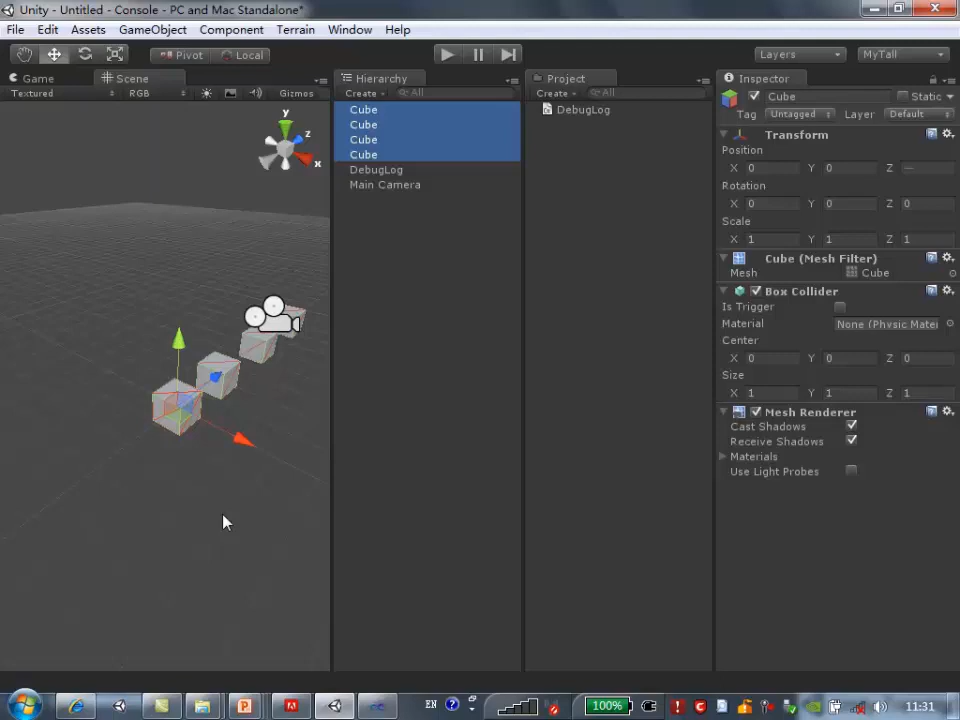 Unity - Untitled - Console - PC and Mac Standalone*
File Edit Assets GameObject Component Terrain Window Help
Pivot Local Layers MyTall
Game Scene Hierarchy Project Inspector
Textured RGB Gizmos Create All Create All Cube Static
Tag Untagged Layer Default
Cube
Cube
Cube
Cube
DebugLog
Main Camera
DebugLog
Transform
Position
X 0 Y 0 Z —
Rotation
X 0 Y 0 Z 0
Scale
X 1 Y 1 Z 1
Cube (Mesh Filter)
Mesh Cube
Box Collider
Is Trigger
Material None (Physic Mater
Center
X 0 Y 0 Z 0
Size
X 1 Y 1 Z 1
Mesh Renderer
Cast Shadows
Receive Shadows
Materials
Use Light Probes
y
z
x
EN 100% 11:31